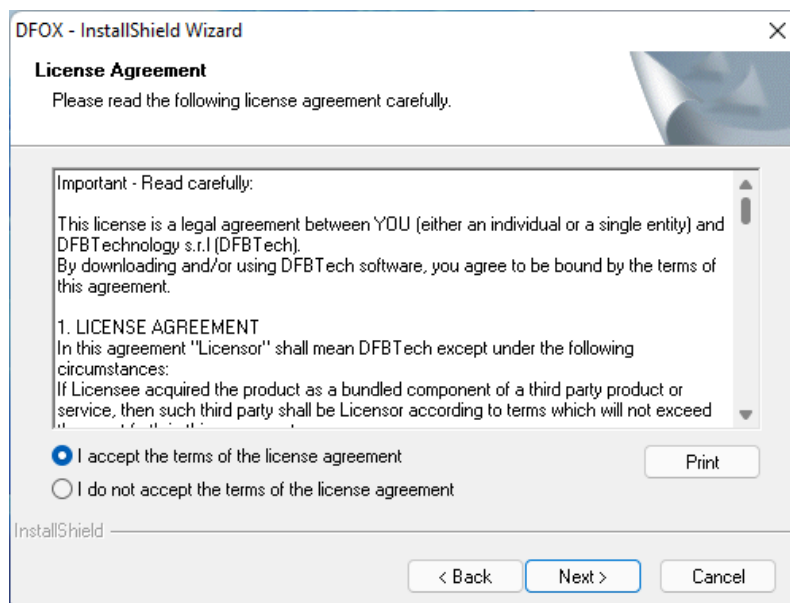 DFOX - InstallShield Wizard
License Agreement
Please read the following license agreement carefully.
Important - Read carefully:
This license is a legal agreement between YOU (either an individual or a single entity) and
DFBTechnology s.r.l (DFBTech).
By downloading and/or using DFBTech software, you agree to be bound by the terms of
this agreement.
1. LICENSE AGREEMENT
In this agreement "Licensor" shall mean DFBTech except under the following
circumstances:
If Licensee acquired the product as a bundled component of a third party product or
service, then such third party shall be Licensor according to terms which will not exceed
I accept the terms of the license agreement
Print
I do not accept the terms of the license agreement
InstallShield
< Back
Next >
Cancel